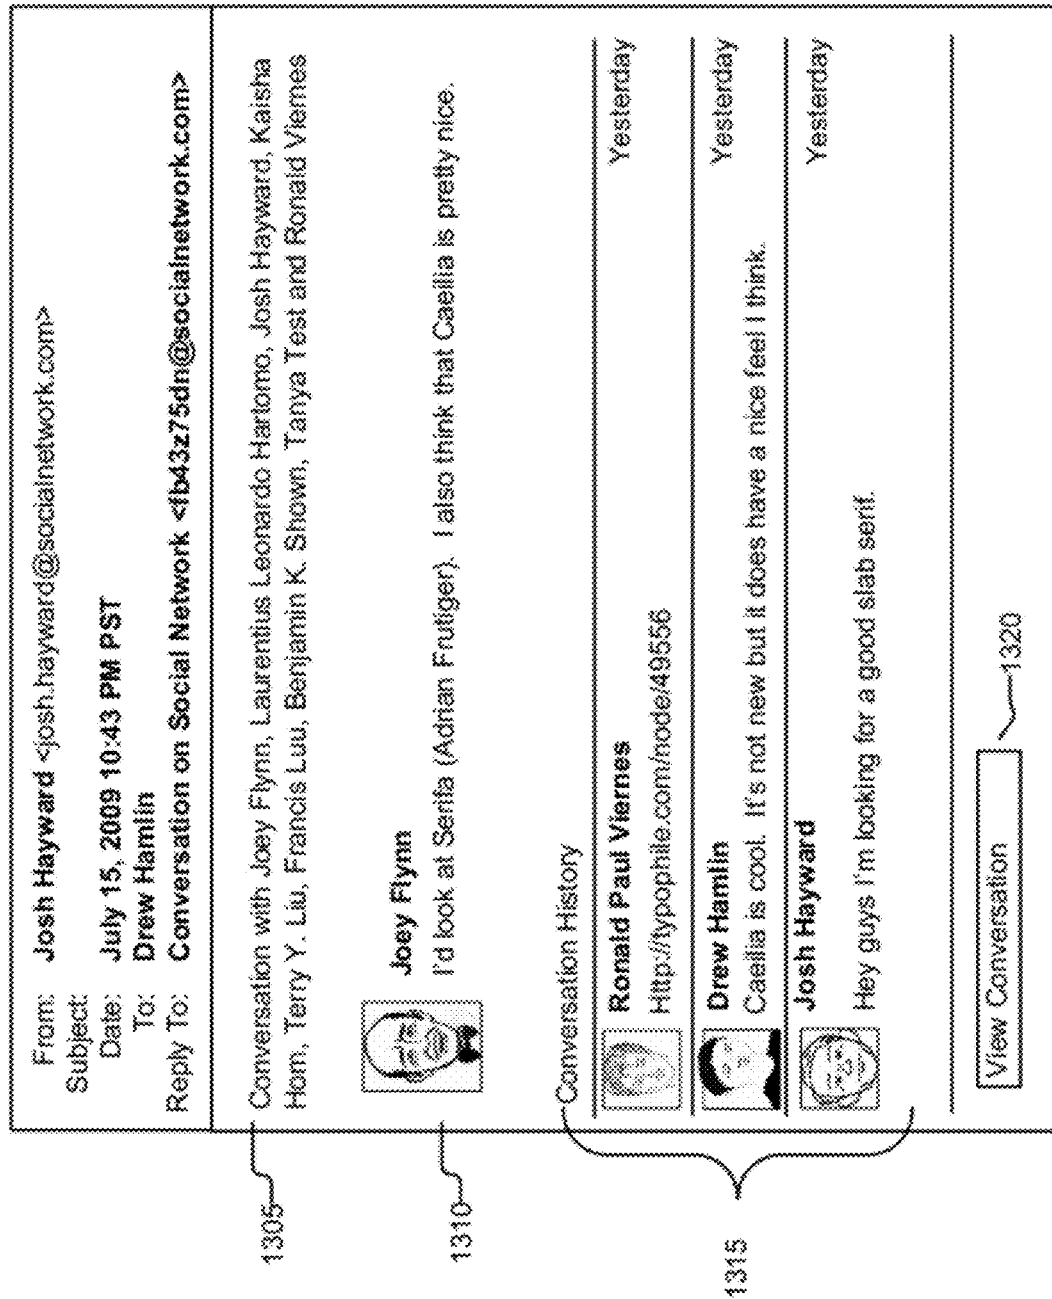 From: Josh Hayward <josh.hayward@socialnetwork.com>
Subject:
Date: July 15, 2009 10:43 PM PST
To: Drew Hamlin
Reply To: Conversation on Social Network <fb43z75dn@socialnetwork.com>
Conversation with Joey Flynn, Laurentius Leonardo Hartomo, Josh Hayward, Kaisha
Hom, Terry Y. Liu, Francis Luu, Benjamin K. Shown, Tanya Test and Ronald Viernes
1305
Joey Flynn
I'd look at Serifa (Adrian Frutiger). I also think that Caeilia is pretty nice.
1310
Conversation History
Ronald Paul Viernes Yesterday
Http://typophile.com/node/49556
Drew Hamlin Yesterday
Caeilia is cool. It's not new but it does have a nice feel I think.
Josh Hayward Yesterday
Hey guys I'm looking for a good slab serif.
1315
View Conversation
1320